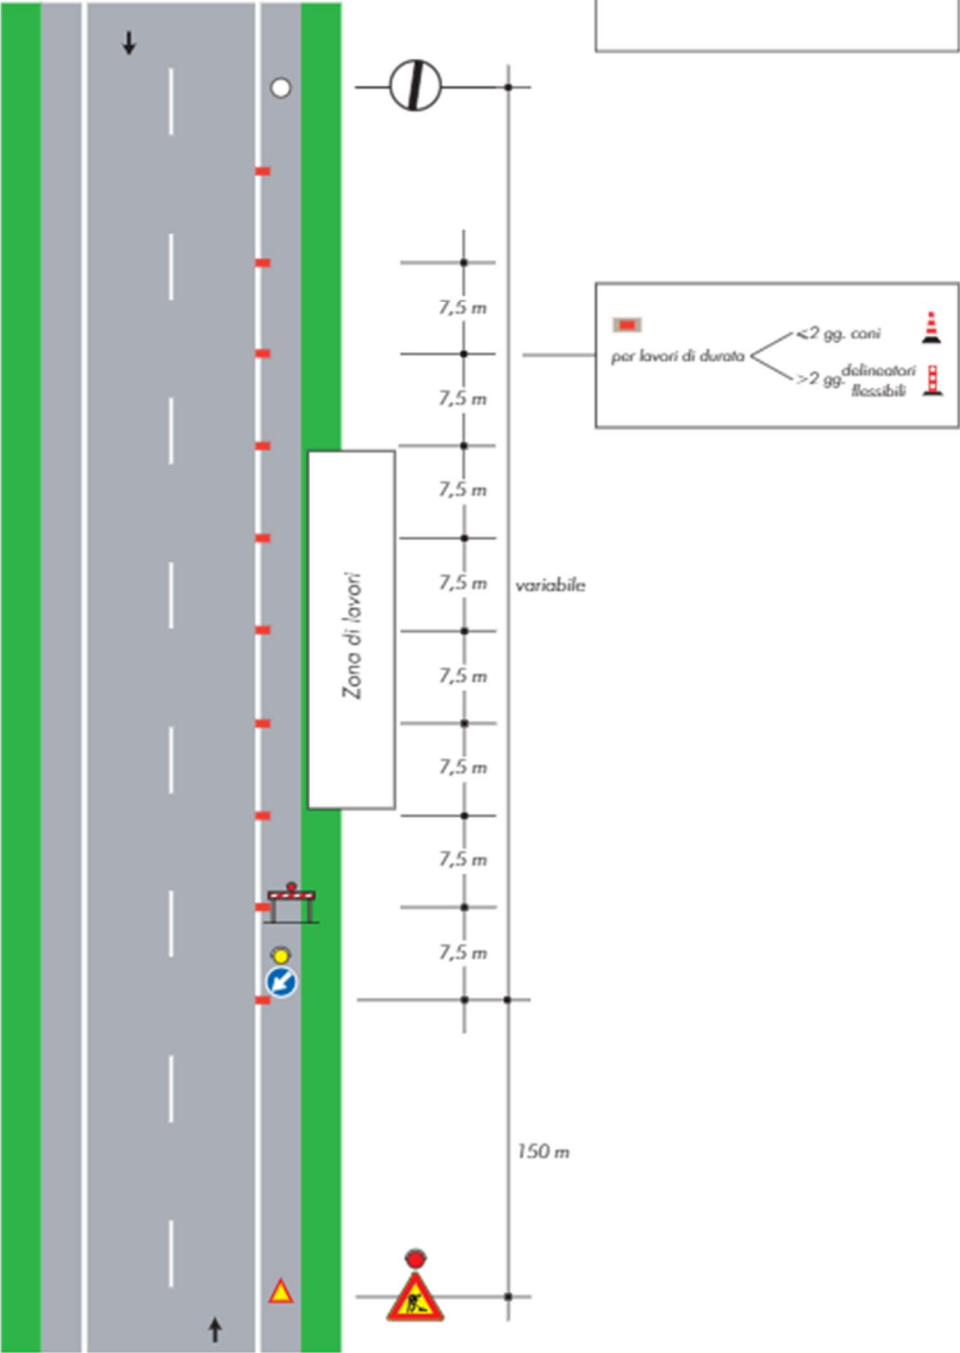 7,5 m
<2 gg. coni
per lavori di durata
>2 gg. delineatori
flessibili
7,5 m
7,5 m
Zona di lavori
7,5 m
variabile
7,5 m
7,5 m
7,5 m
7,5 m
150 m